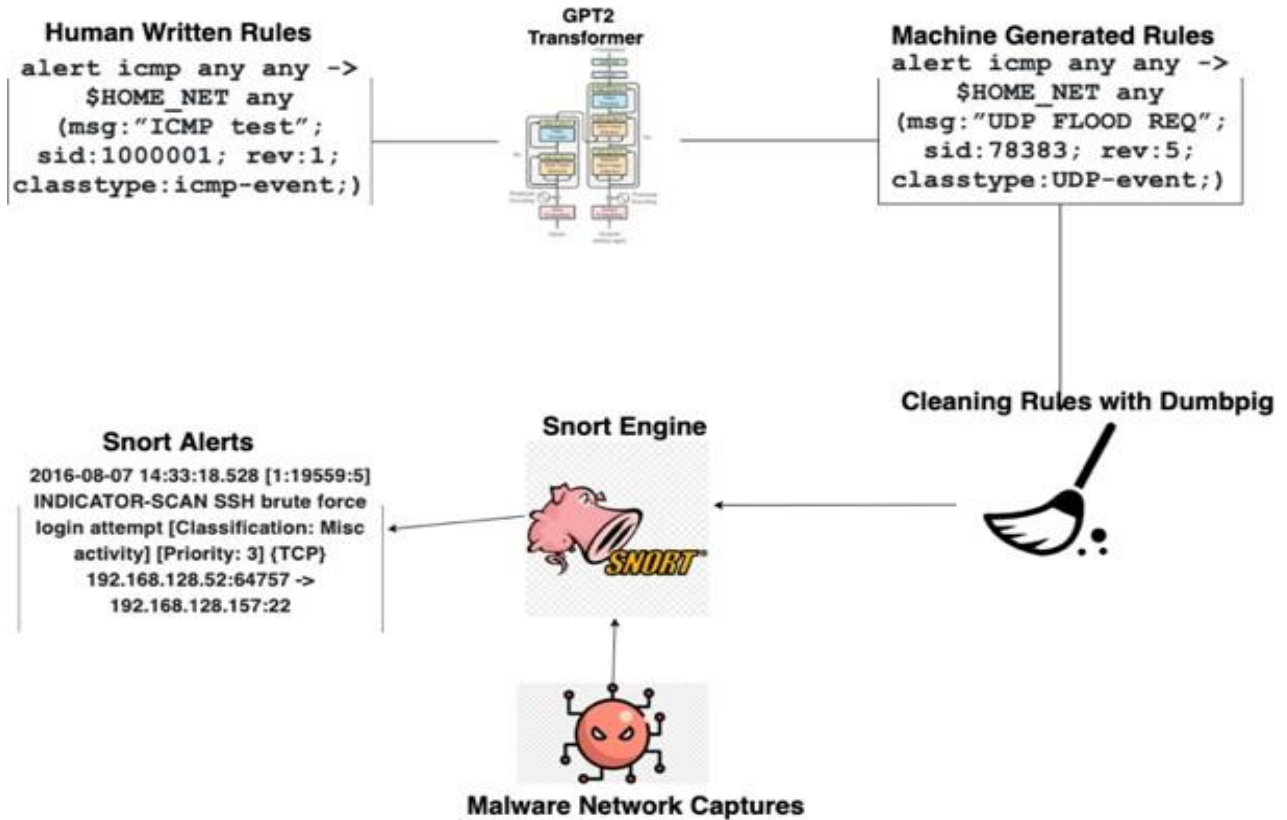 Human Written Rules
alert icmp any any ->
$HOME_NET any
(msg:”ICMP test”;
sid:1000001; rev:1;
classtype:icmp-event;)
GPT2
Transformer
Machine Generated Rules
alert icmp any any ->
$HOME_NET any
(msg:”UDP FLOOD REQ”;
sid:78383; rev:5;
classtype:UDP-event;)
Cleaning Rules with Dumbpig
Snort Engine
SNORT
Snort Alerts
2016-08-07 14:33:18.528 [1:19559:5]
INDICATOR-SCAN SSH brute force
login attempt [Classification: Misc
activity] [Priority: 3] {TCP}
192.168.128.52:64757 ->
192.168.128.157:22
Malware Network Captures